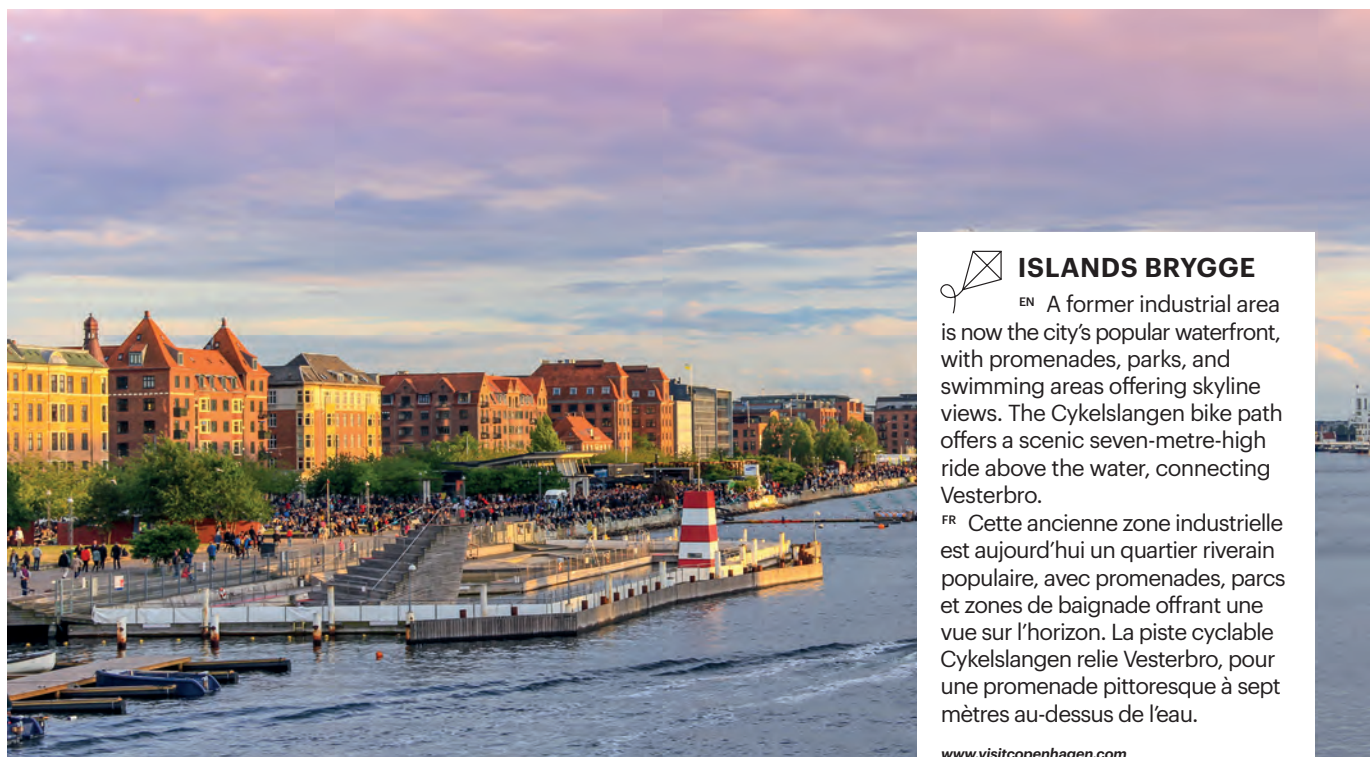 ISLANDS BRYGGE
EN A former industrial area
is now the city's popular waterfront,
with promenades, parks, and
swimming areas offering skyline
views. The Cykelslangen bike path
offers a scenic seven-metre-high
ride above the water, connecting
Vesterbro.
FR Cette ancienne zone industrielle
est aujourd'hui un quartier riverain
populaire, avec promenades, parcs
et zones de baignade offrant une
vue sur l'horizon. La piste cyclable
Cykelslangen relie Vesterbro, pour
une promenade pittoresque à sept
mètres au-dessus de l'eau.
www.visitcopenhagen.com